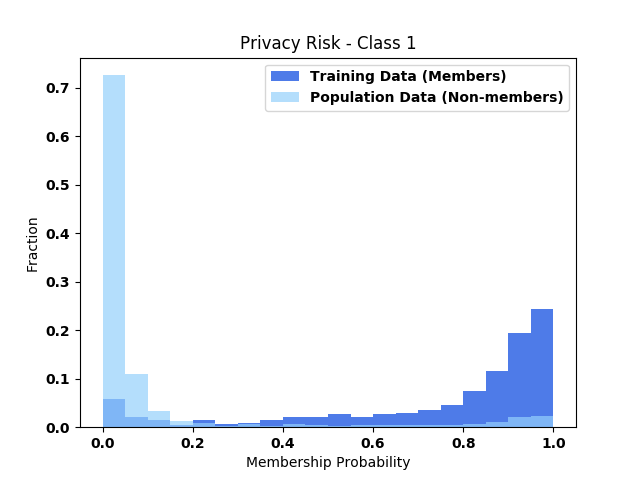 Privacy Risk - Class 1
Training Data (Members)
Population Data (Non-members)
Fraction
0.7
0.6
0.5
0.4
0.3
0.2
0.1
0.0
0.0 0.2 0.4 0.6 0.8 1.0
Membership Probability